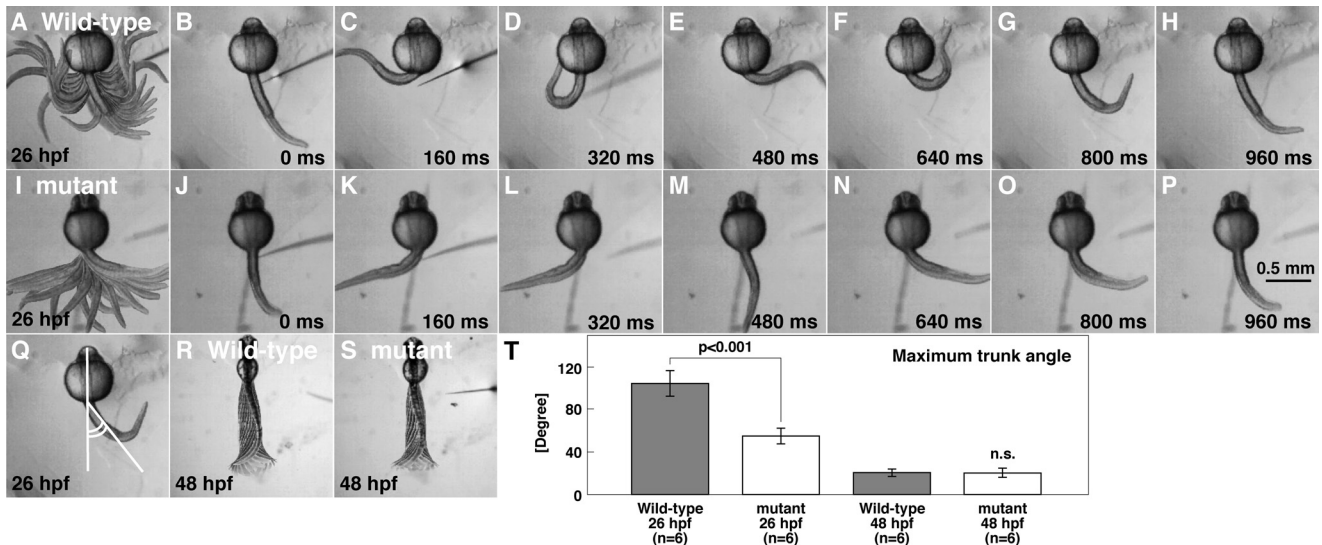 A Wild-type
26 hpf
B
0 ms
C
160 ms
D
320 ms
E
480 ms
F
640 ms
G
800 ms
H
960 ms
I mutant
26 hpf
J
0 ms
K
160 ms
L
320 ms
M
480 ms
N
640 ms
O
800 ms
P
0.5 mm
960 ms
Q
26 hpf
R Wild-type
48 hpf
S mutant
48 hpf
T
Maximum trunk angle
p<0.001
[Degree]
120
80
40
0
n.s.
Wild-type
26 hpf
(n=6)
mutant
26 hpf
(n=6)
Wild-type
48 hpf
(n=6)
mutant
48 hpf
(n=6)